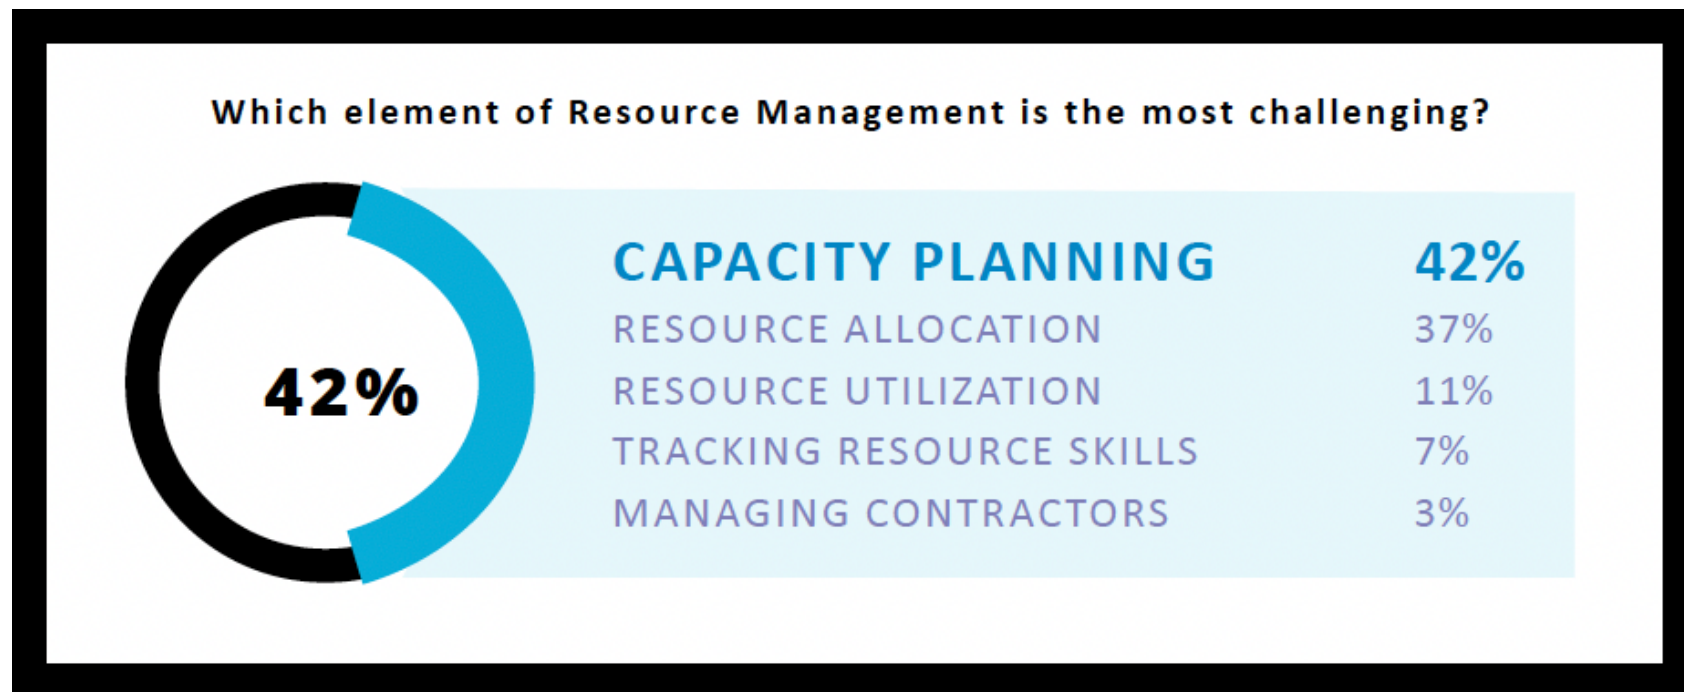 Which element of Resource Management is the most challenging?
42%
CAPACITY PLANNING 42%
RESOURCE ALLOCATION 37%
RESOURCE UTILIZATION 11%
TRACKING RESOURCE SKILLS 7%
MANAGING CONTRACTORS 3%